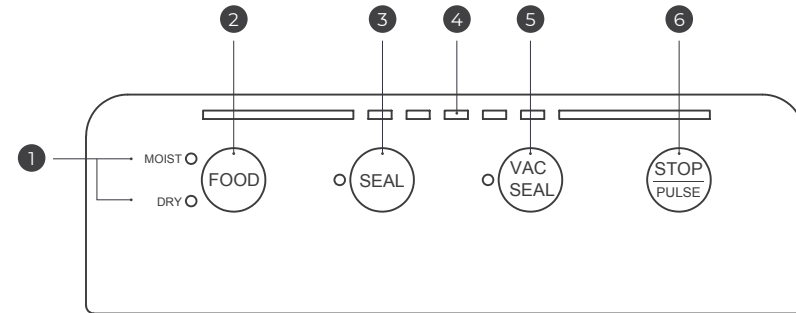 2 3 4 5 6
1
MOIST
DRY
FOOD
SEAL
VAC
SEAL
STOP
PULSE